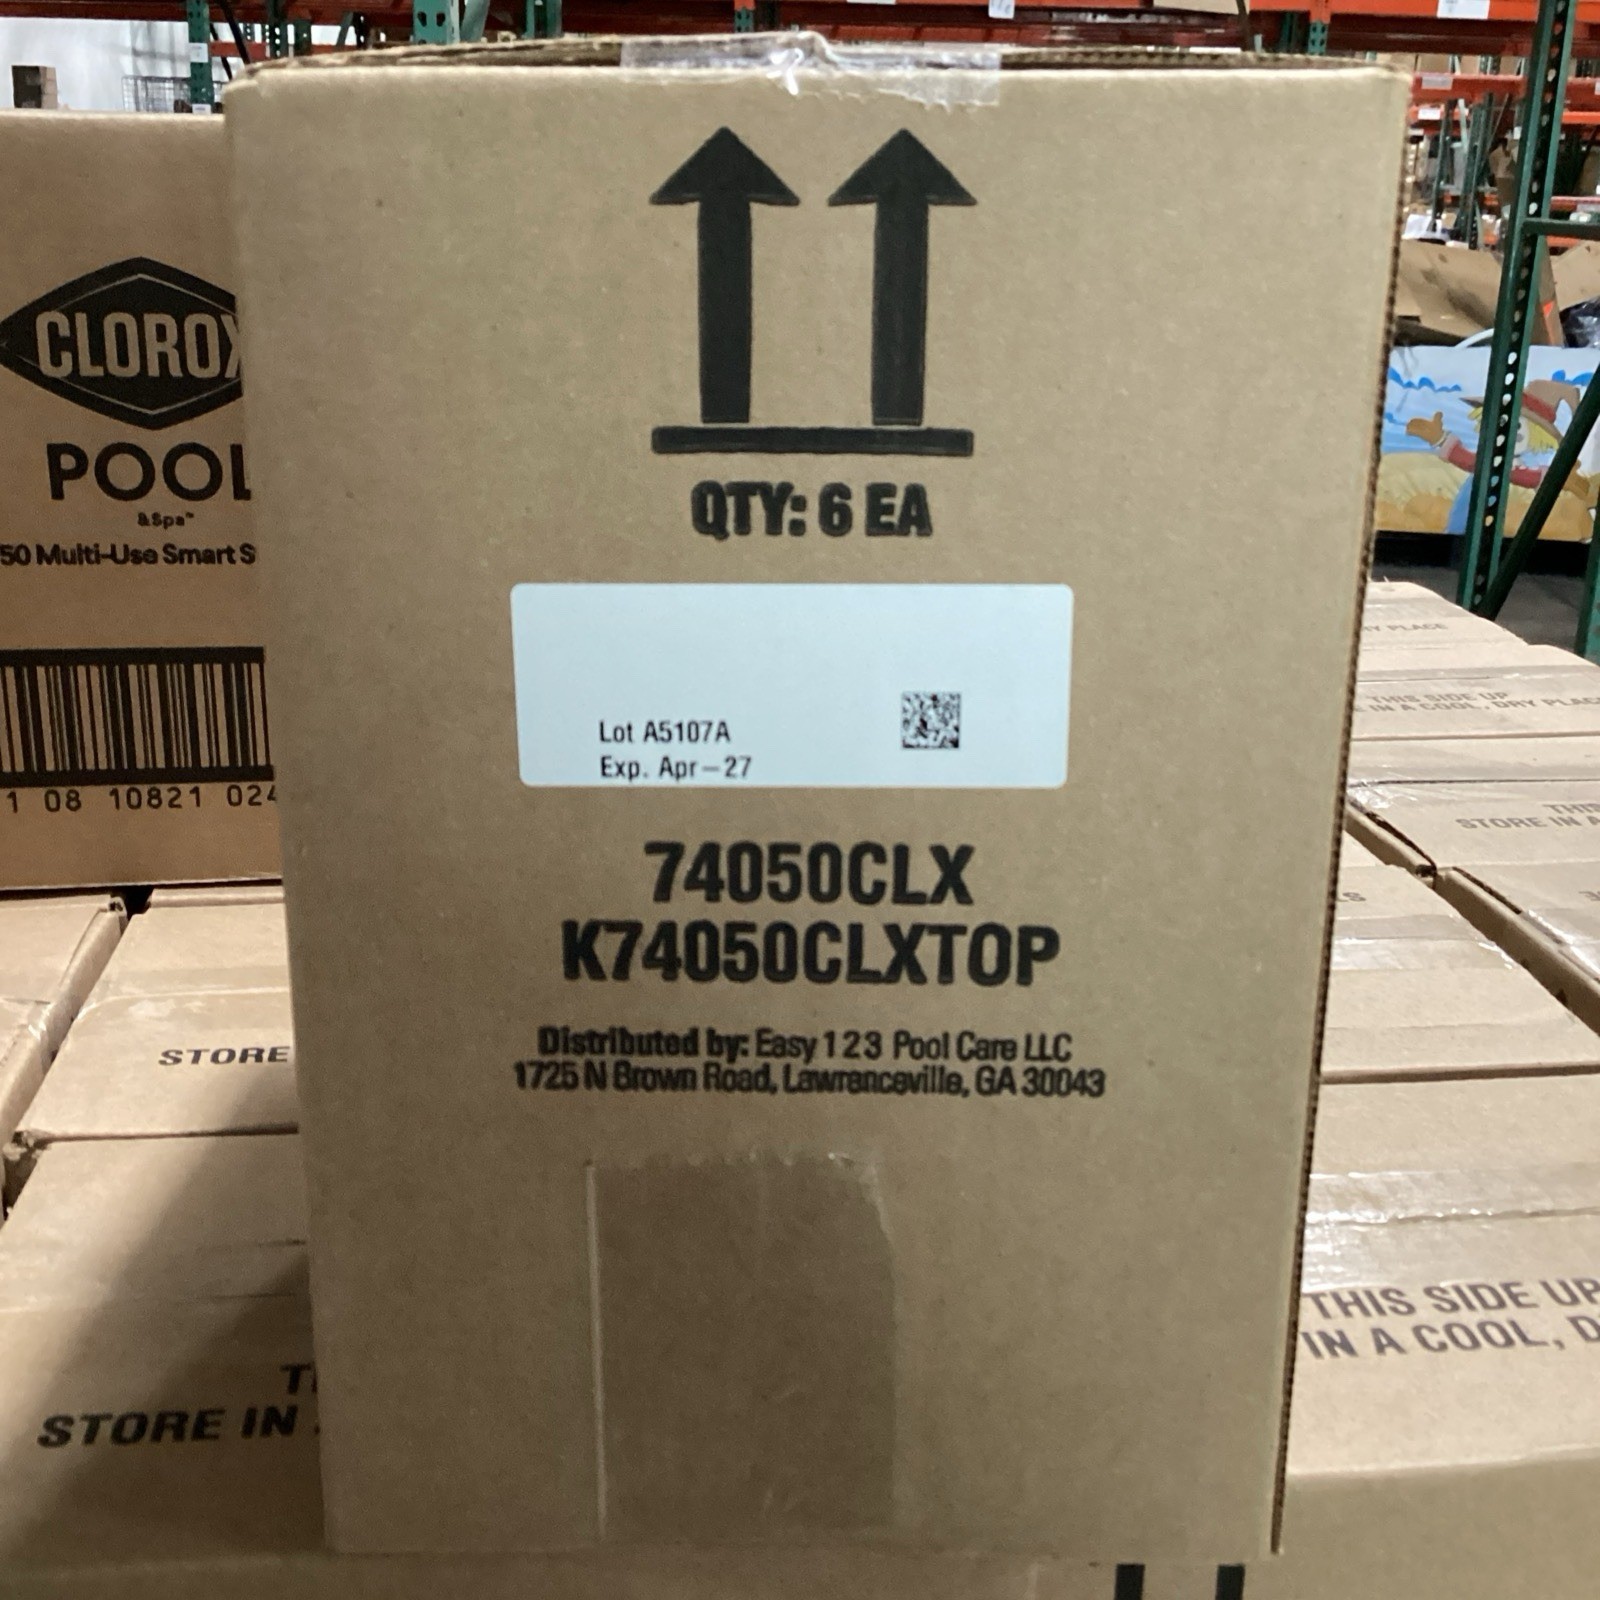 CLOROX
POOL
&Spa™
50 Multi-Use Smart S
1 08 10821 024
QTY: 6 EA
Lot A5107A
Exp. Apr-27
74050CLX
K74050CLXTOP
Distributed by: Easy 1 2 3 Pool Care LLC
1725 N Brown Road, Lawrenceville, GA 30043
STORE
STORE IN
PLACE
THIS SIDE UP
IN A COOL, DRY PLACE
STORE IN A
THIS SIDE UP
IN A COOL, D